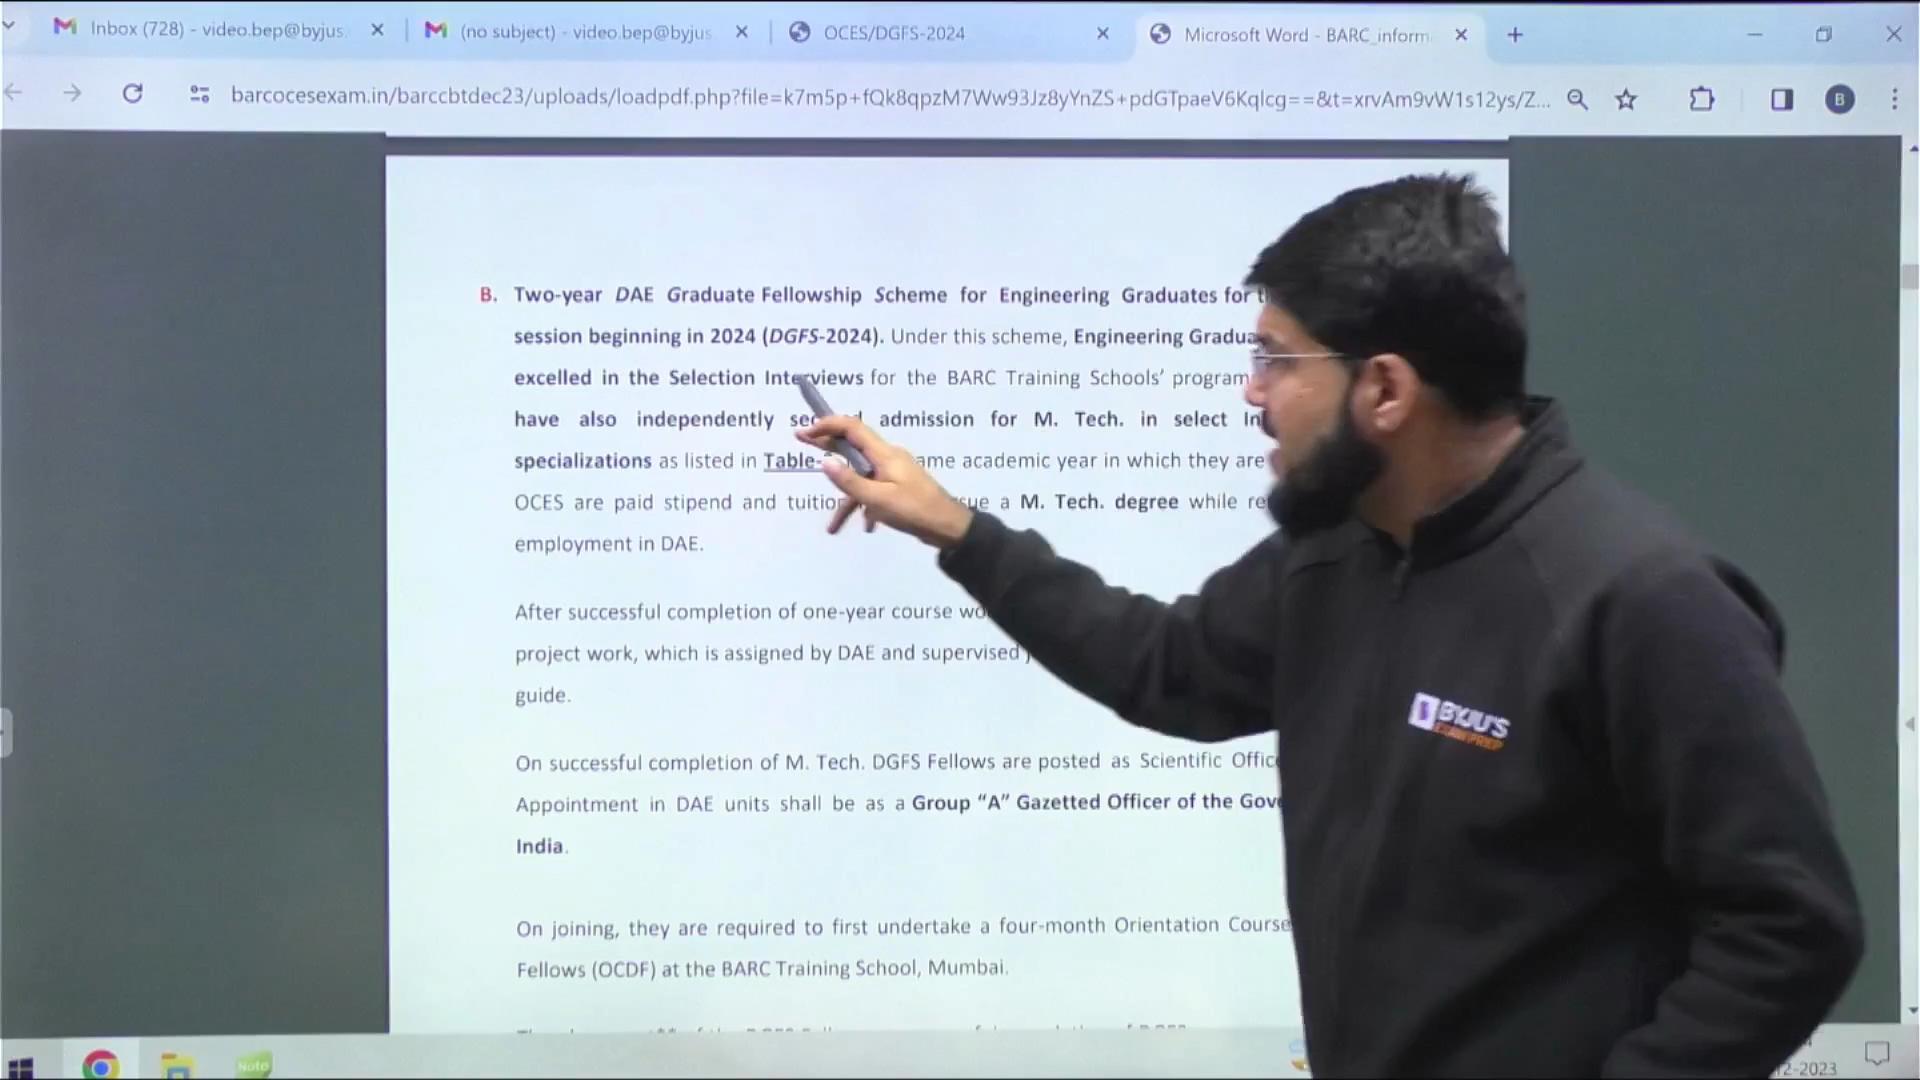 Inbox (728) - video.bep@byjus
(no subject) - video.bep@byjus
OCES/DGFS-2024
Microsoft Word - BARC_inform
barcocesexam.in/barccbtdec23/uploads/loadpdf.php?file=k7m5p+fQk8qpzM7Ww93Jz8yYnZS+pdGTpaeV6Kqlcg==&t=xrvAm9vW1s12ys/Z...
B
B. Two-year DAE Graduate Fellowship Scheme for Engineering Graduates for
session beginning in 2024 (DGFS-2024). Under this scheme, Engineering Gradua
excelled in the Selection Interviews for the BARC Training Schools’ program
have also independently admission for M. Tech. in select
specializations as listed in Table- academic year in which they are
OCES are paid stipend and tuition a M. Tech. degree while
employment in DAE.
After successful completion of one-year course
project work, which is assigned by DAE and supervised
guide.
On successful completion of M. Tech. DGFS Fellows are posted as Scientific
Appointment in DAE units shall be as a Group “A” Gazetted Officer of the
India.
On joining, they are required to first undertake a four-month Orientation Course
Fellows (OCDF) at the BARC Training School, Mumbai.
BYJU'S
EXAM PREP
Note
12-2023